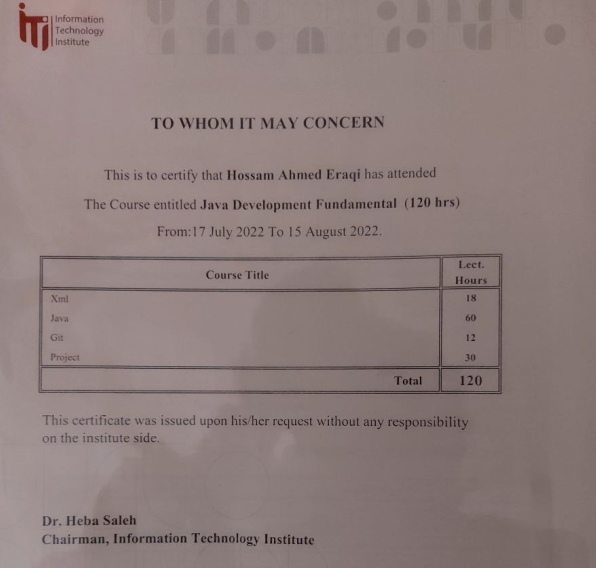 Information
Technology
Institute
iTi
TO WHOM IT MAY CONCERN
This is to certify that Hossam Ahmed Eraqi has attended
The Course entitled Java Development Fundamental (120 hrs)
From:17 July 2022 To 15 August 2022.
Course Title Lect. Hours
Xml 18
Java 60
Git 12
Project 30
Total 120
This certificate was issued upon his/her request without any responsibility
on the institute side.
Dr. Heba Saleh
Chairman, Information Technology Institute